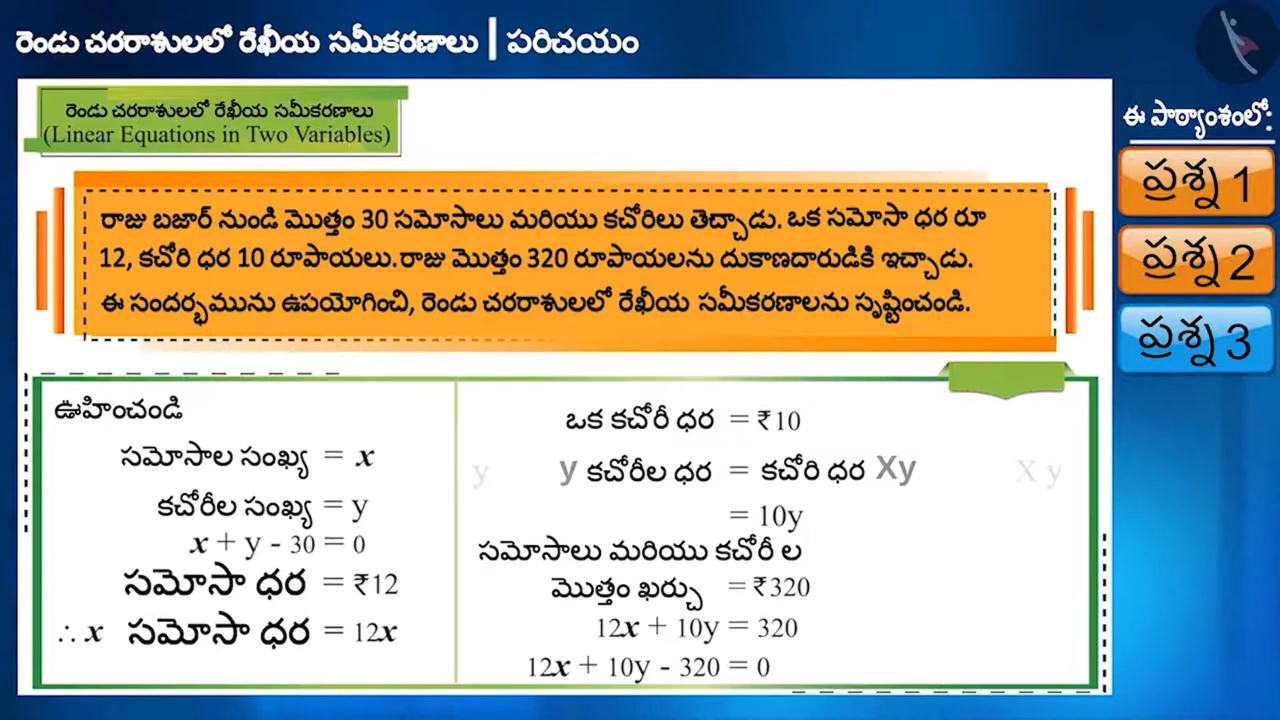 రెండు చరరాశులలో రేఖీయ సమీకరణాలు | పరిచయం
ఈ పాఠ్యాంశంలో:
ప్రశ్న 1
ప్రశ్న 2
ప్రశ్న 3
రెండు చరరాశులలో రేఖీయ సమీకరణాలు
(Linear Equations in Two Variables)
రాజు బజార్ నుండి మొత్తం 30 సమోసాలు మరియు కచోరిలు తెచ్చాడు. ఒక సమోసా ధర రూ
12, కచోరి ధర 10 రూపాయలు.రాజు మొత్తం 320 రూపాయలను దుకాణదారుడికి ఇచ్చాడు.
ఈ సందర్భమును ఉపయోగించి, రెండు చరరాశులలో రేఖీయ సమీకరణాలను సృష్టించండి.
ఊహించండి
సమోసాల సంఖ్య = x
కచోరీల సంఖ్య = y
x + y - 30 = 0
సమోసా ధర = ₹12
∴ x సమోసా ధర = 12x
ఒక కచోరీ ధర = ₹10
y y కచోరీల ధర = కచోరి ధర Xy X y
= 10y
సమోసాలు మరియు కచోరీ ల
మొత్తం ఖర్చు = ₹320
12x + 10y = 320
12x + 10y - 320 = 0